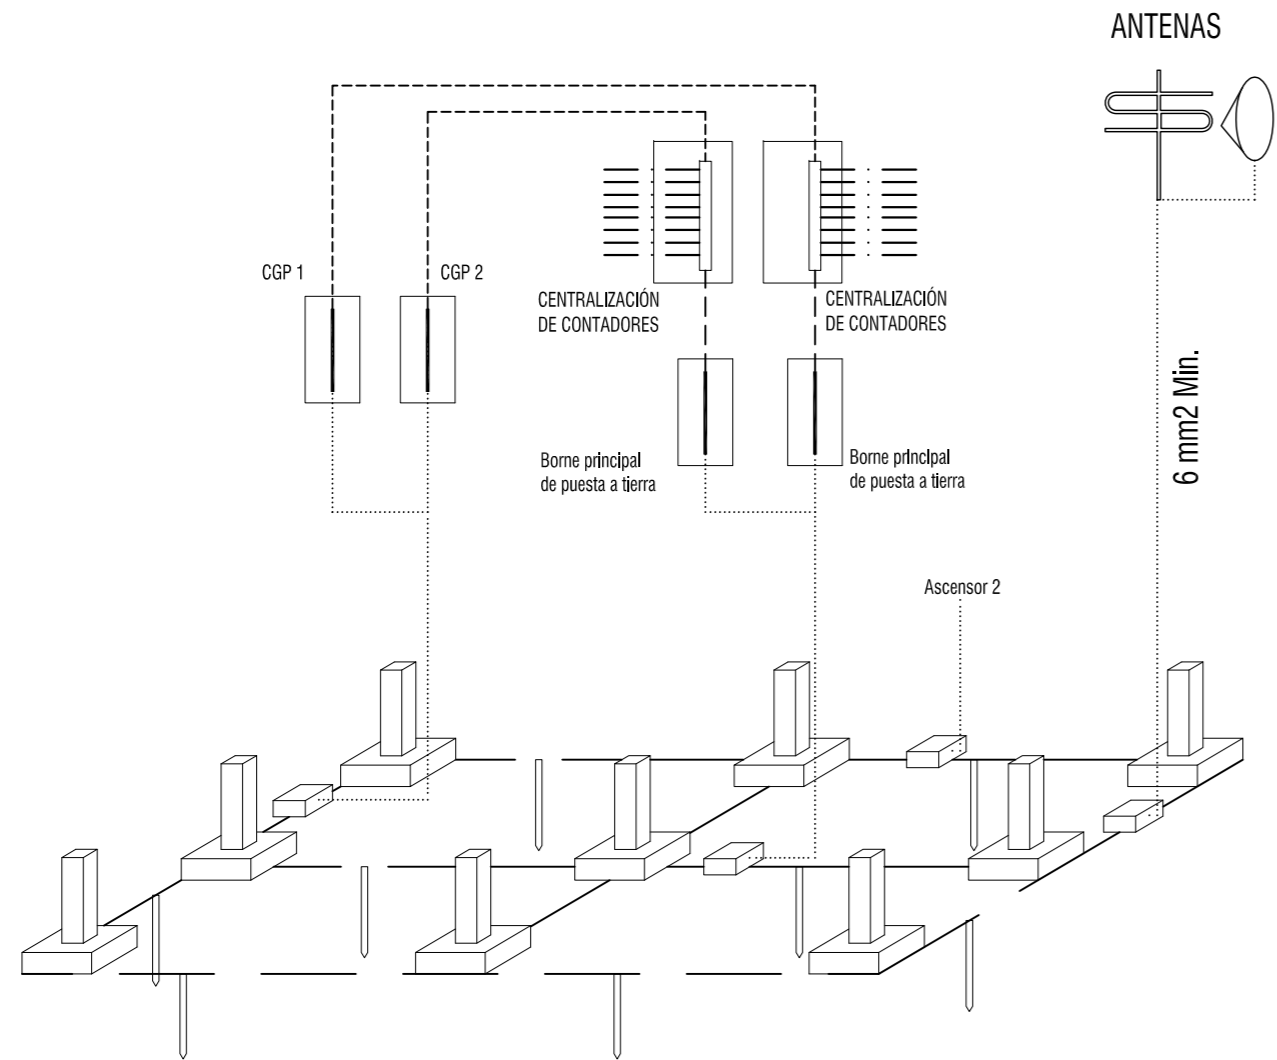 ANTENAS
CGP 1
CGP 2
CENTRALIZACIÓN
DE CONTADORES
CENTRALIZACIÓN
DE CONTADORES
6 mm2 Min.
Borne principal
de puesta a tierra
Borne principal
de puesta a tierra
Ascensor 2